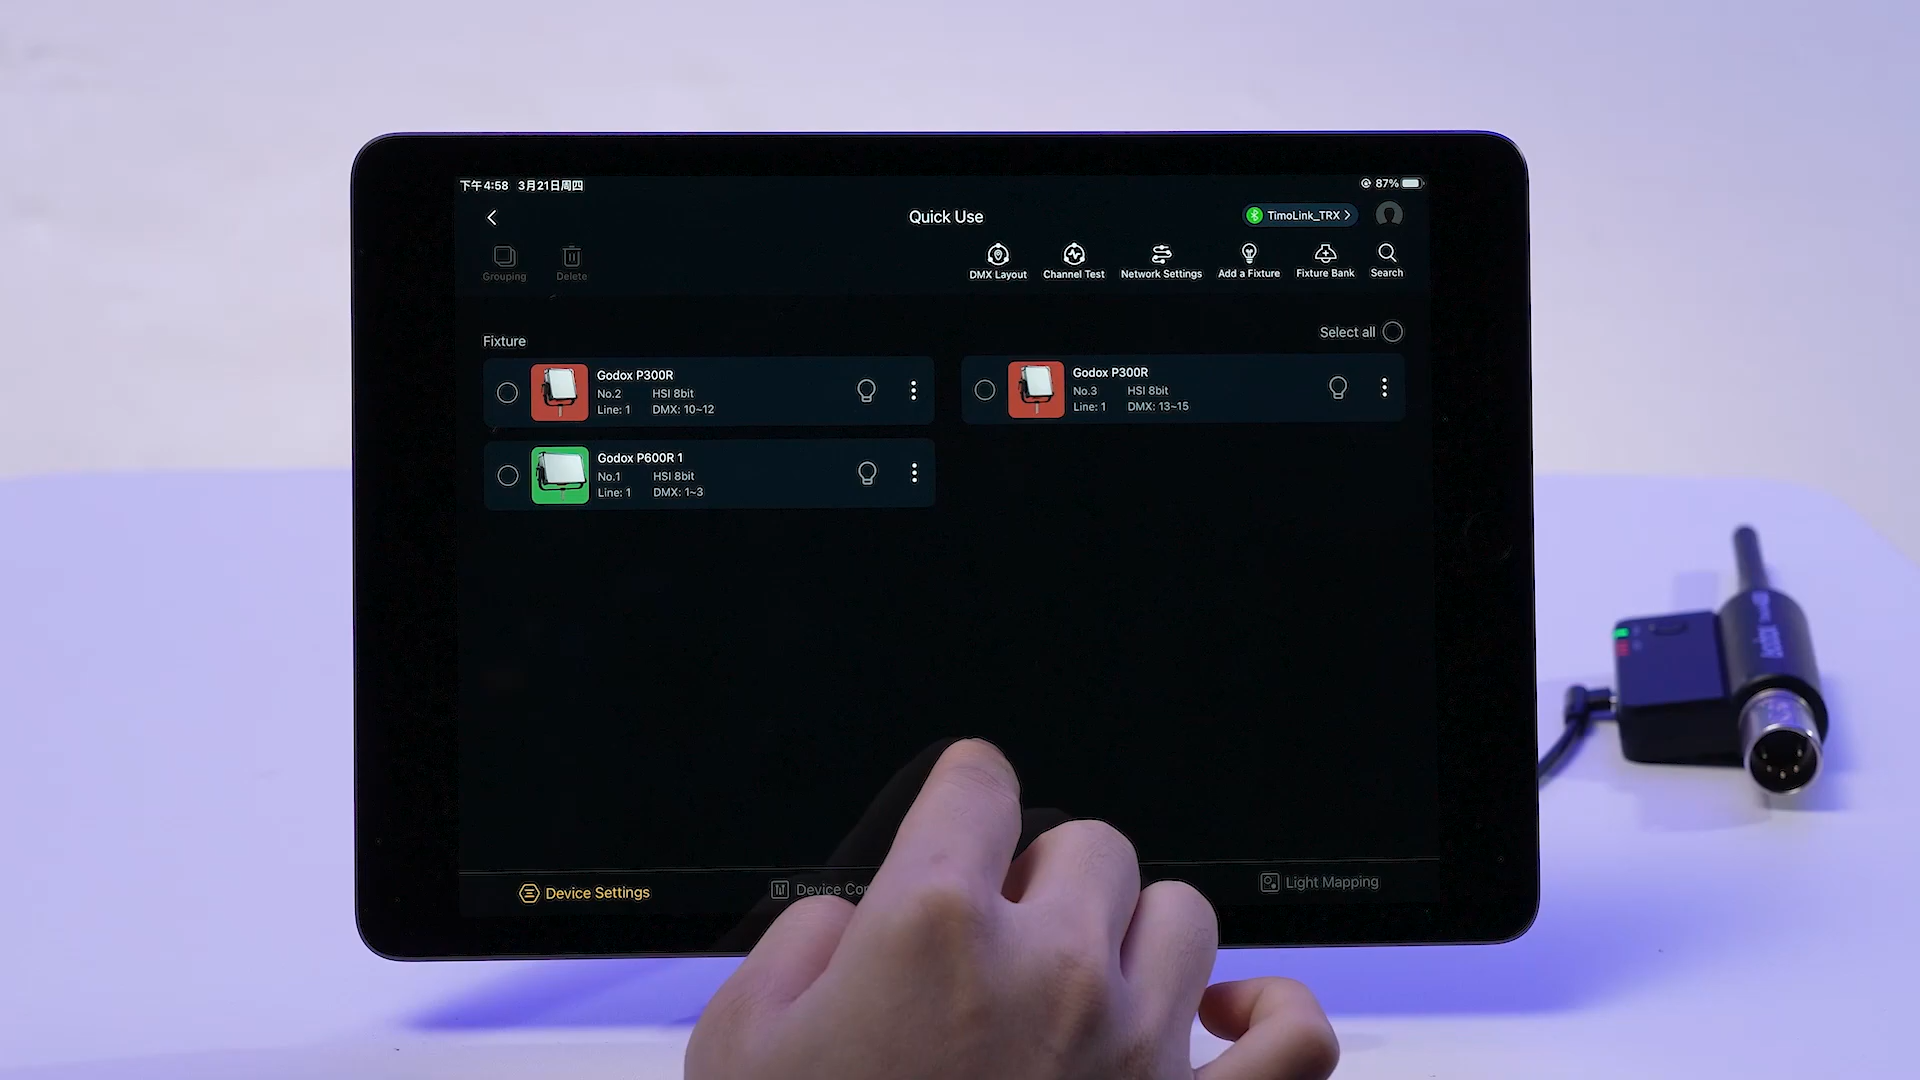 下午4:58 3月21日周四
87%
Quick Use
TimoLink_TRX
Grouping
Delete
DMX Layout
Channel Test
Network Settings
Add a Fixture
Fixture Bank
Search
Fixture
Select all
Godox P300R
No.2 HSI 8bit
Line: 1 DMX: 10~12
Godox P300R
No.3 HSI 8bit
Line: 1 DMX: 13~15
Godox P600R 1
No.1 HSI 8bit
Line: 1 DMX: 1~3
Device Settings
Device Con
Light Mapping
Godox